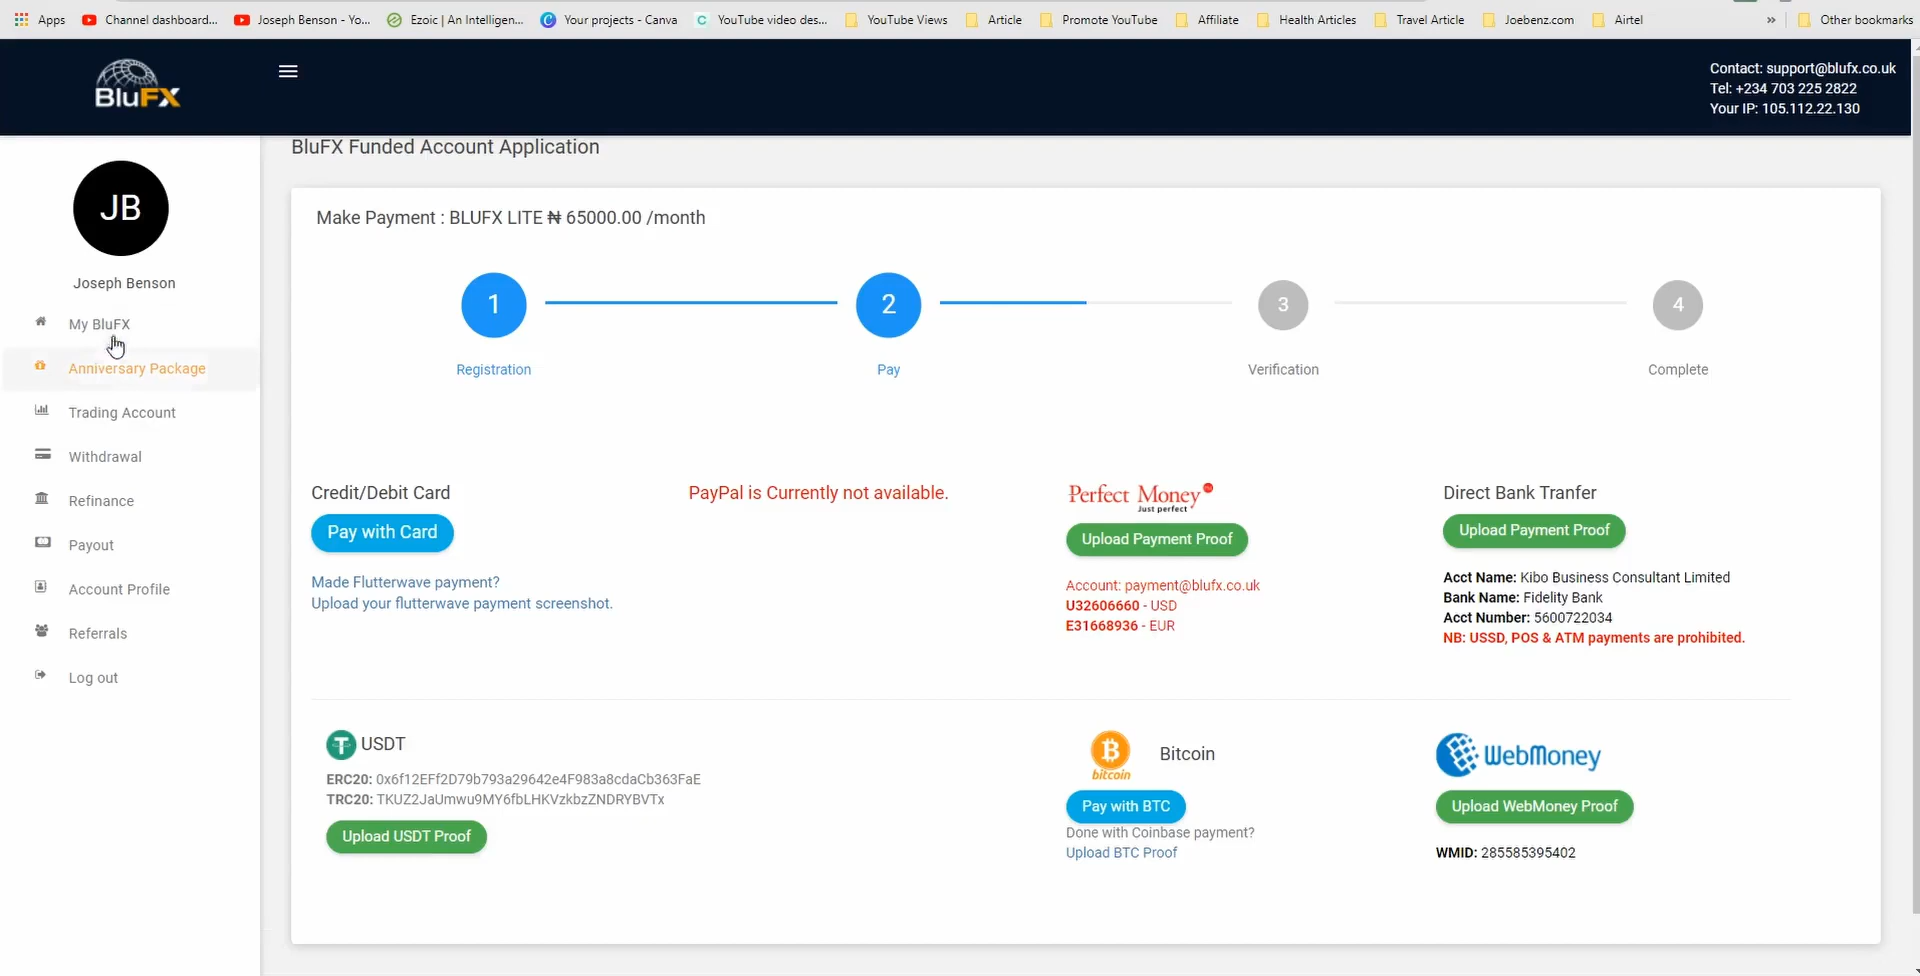 Apps
Channel dashboard...
Joseph Benson - Yo...
Ezoic | An Intelligen...
Your projects - Canva
YouTube video des...
YouTube Views
Article
Promote YouTube
Affiliate
Health Articles
Travel Article
Joebenz.com
Airtel
»
Other bookmarks
BluFX
Contact: support@blufx.co.uk
Tel: +234 703 225 2822
Your IP: 105.112.22.130
JB
Joseph Benson
My BluFX
Anniversary Package
Trading Account
Withdrawal
Refinance
Payout
Account Profile
Referrals
Log out
BluFX Funded Account Application
Make Payment : BLUFX LITE ₦ 65000.00 /month
1
2
3
4
Registration
Pay
Verification
Complete
Credit/Debit Card
Pay with Card
Made Flutterwave payment?
Upload your flutterwave payment screenshot.
PayPal is Currently not available.
Perfect Money
Just perfect
Upload Payment Proof
Account: payment@blufx.co.uk
U32606660 - USD
E31668936 - EUR
Direct Bank Tranfer
Upload Payment Proof
Acct Name: Kibo Business Consultant Limited
Bank Name: Fidelity Bank
Acct Number: 5600722034
NB: USSD, POS & ATM payments are prohibited.
USDT
ERC20: 0x6f12EFf2D79b793a29642e4F983a8cdaCb363FaE
TRC20: TKUZ2JaUmwu9MY6fbLHKVzkbzZNDRYBVTx
Upload USDT Proof
bitcoin
Bitcoin
Pay with BTC
Done with Coinbase payment?
Upload BTC Proof
WebMoney
Upload WebMoney Proof
WMID: 285585395402